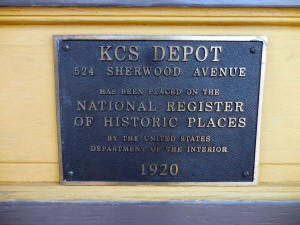 KCS DEPOT
524 SHERWOOD AVENUE
HAS BEEN PLACED ON THE
NATIONAL REGISTER
OF HISTORIC PLACES
BY THE UNITED STATES
DEPARTMENT OF THE INTERIOR
1920